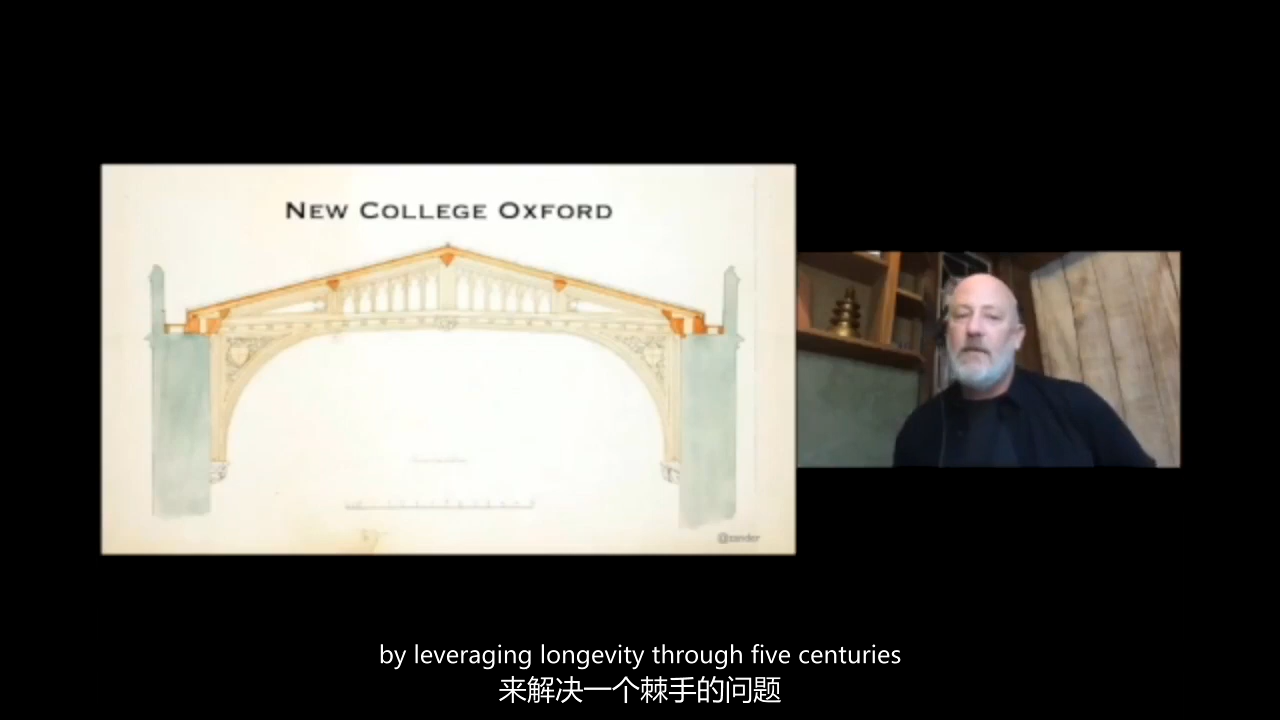 NEW COLLEGE OXFORD
@zander
by leveraging longevity through five centuries
来解决一个棘手的问题